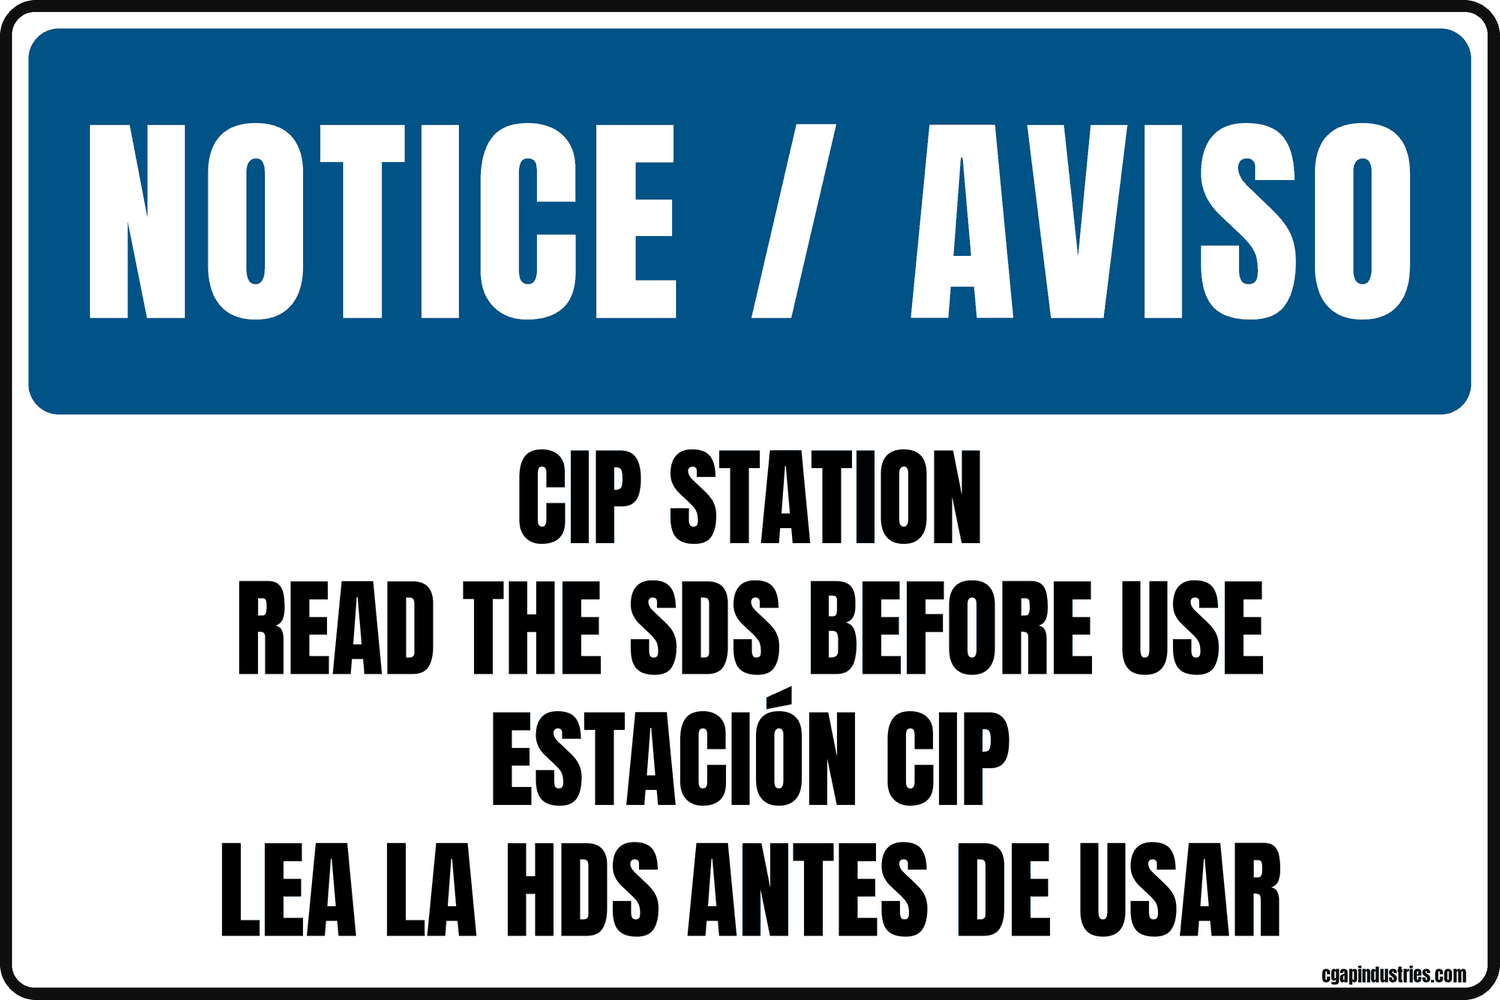 NOTICE / AVISO
CIP STATION
READ THE SDS BEFORE USE
ESTACIÓN CIP
LEA LA HDS ANTES DE USAR
cgapindustries.com